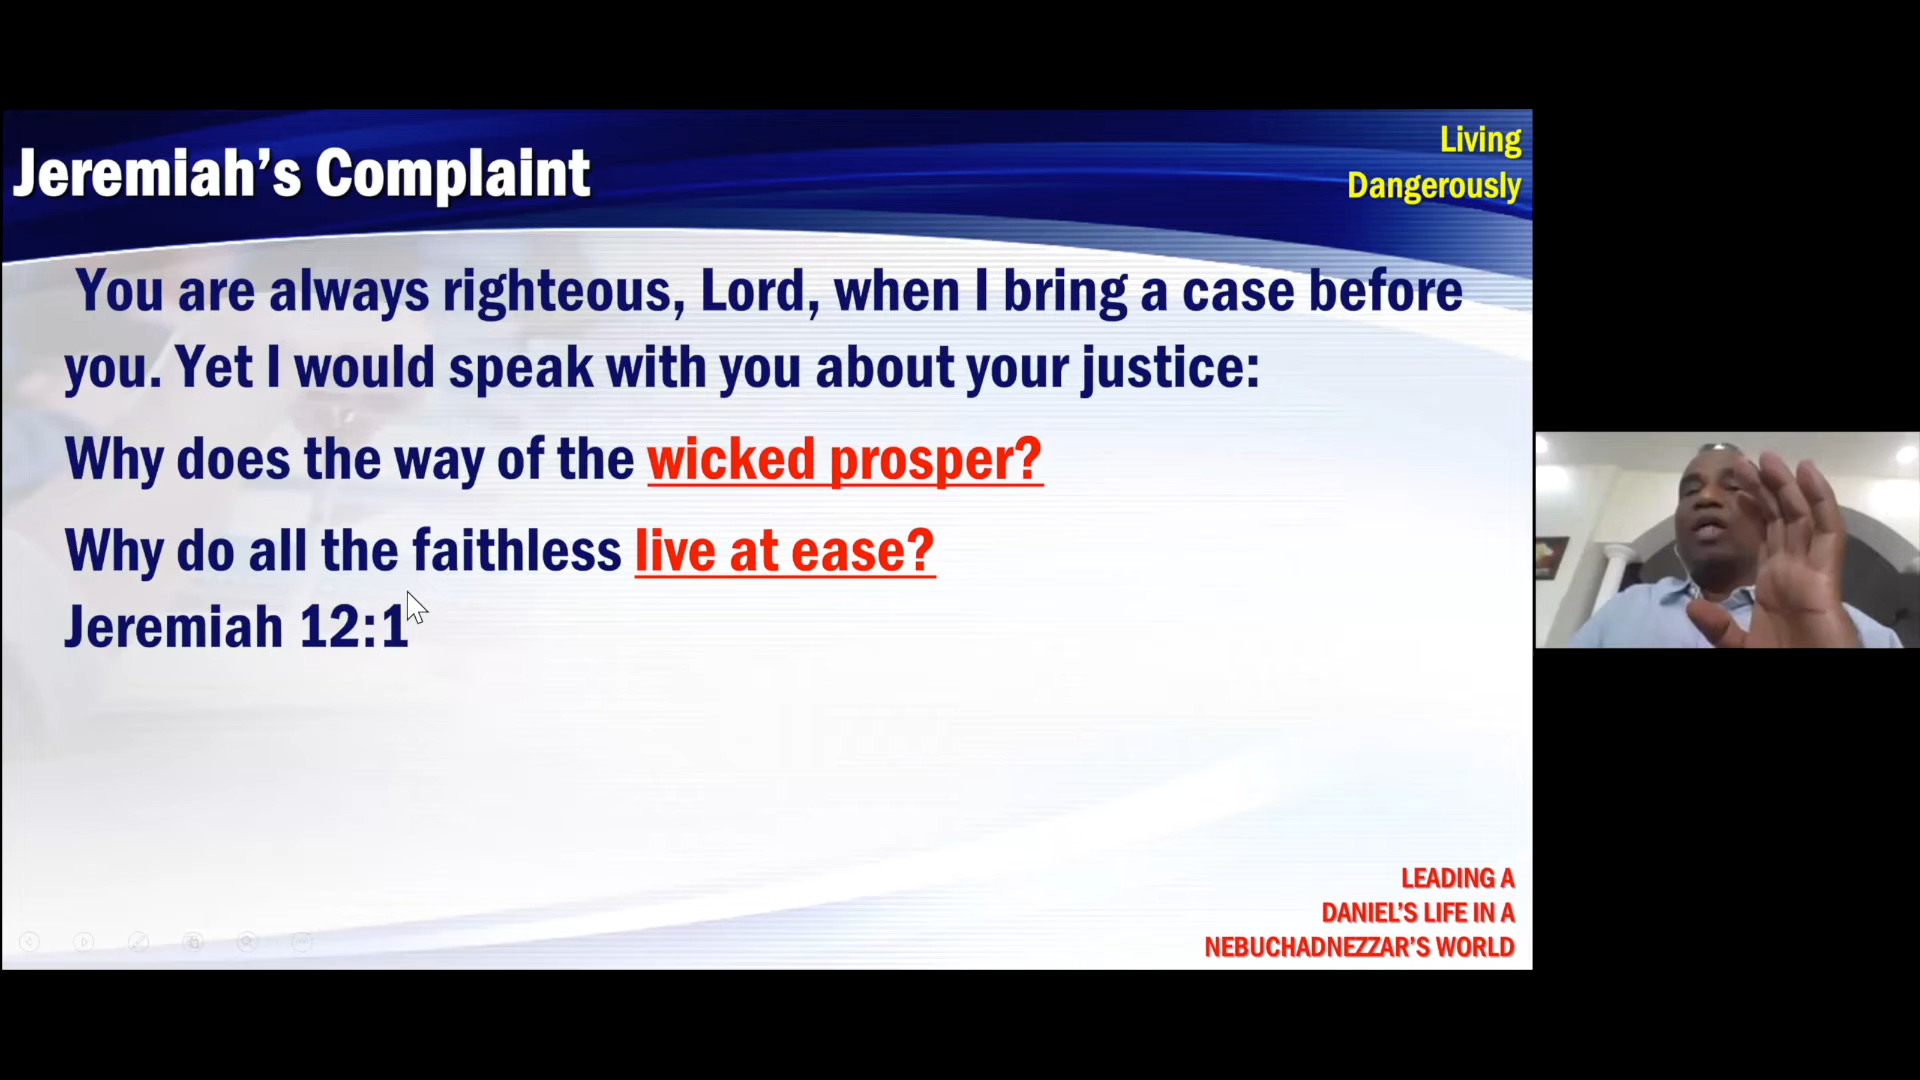 Jeremiah’s Complaint
Living
Dangerously
You are always righteous, Lord, when I bring a case before
you. Yet I would speak with you about your justice:
Why does the way of the wicked prosper?
Why do all the faithless live at ease?
Jeremiah 12:1
LEADING A
DANIEL’S LIFE IN A
NEBUCHADNEZZAR’S WORLD